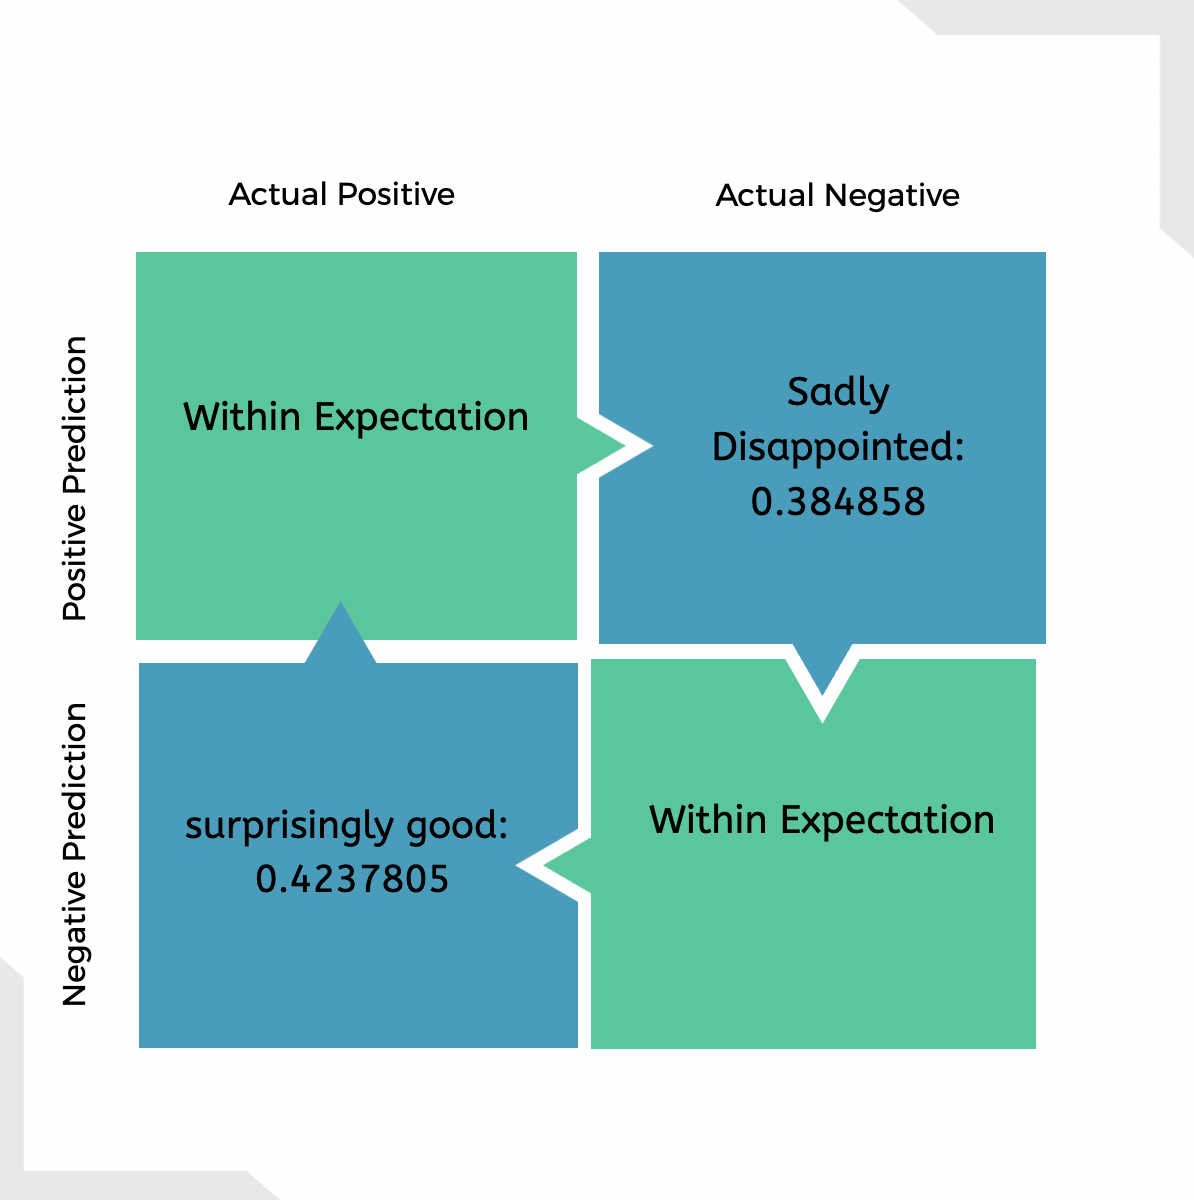 Actual Positive
Actual Negative
Positive Prediction
Within Expectation
Sadly
Disappointed:
0.384858
Negative Prediction
surprisingly good:
0.4237805
Within Expectation